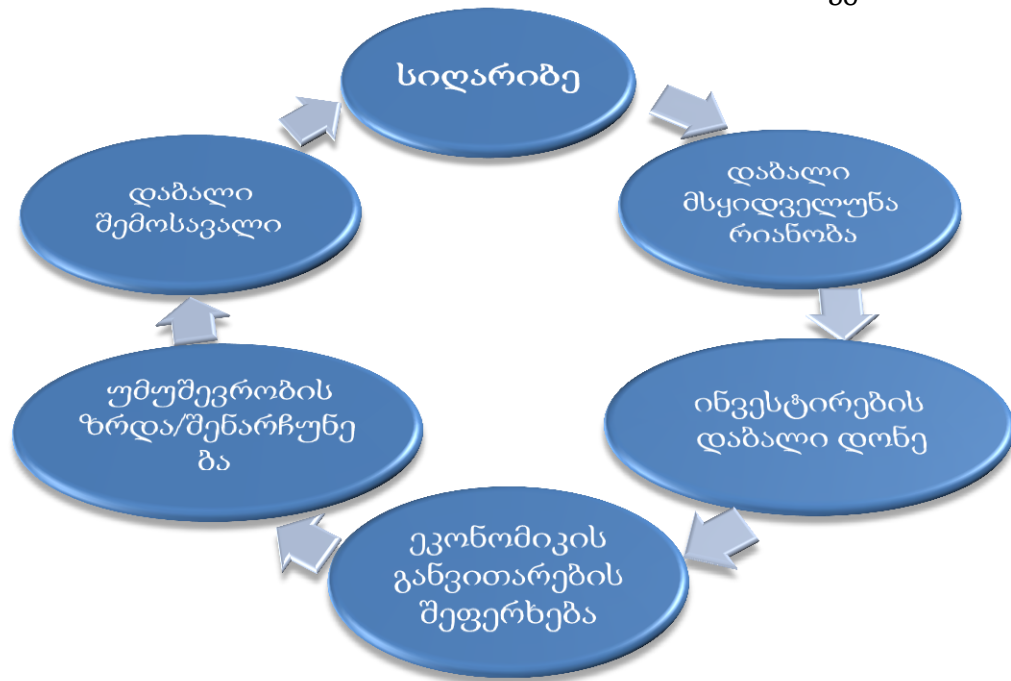 სიღარიბე
დაბალი
მსყიდველუნა
რიანობა
ინვესტირების
დაბალი დონე
ეკონომიკის
განვითარების
შეფერხება
უმუშევრობის
ზრდა/შენარჩუნე
ბა
დაბალი
შემოსავალი